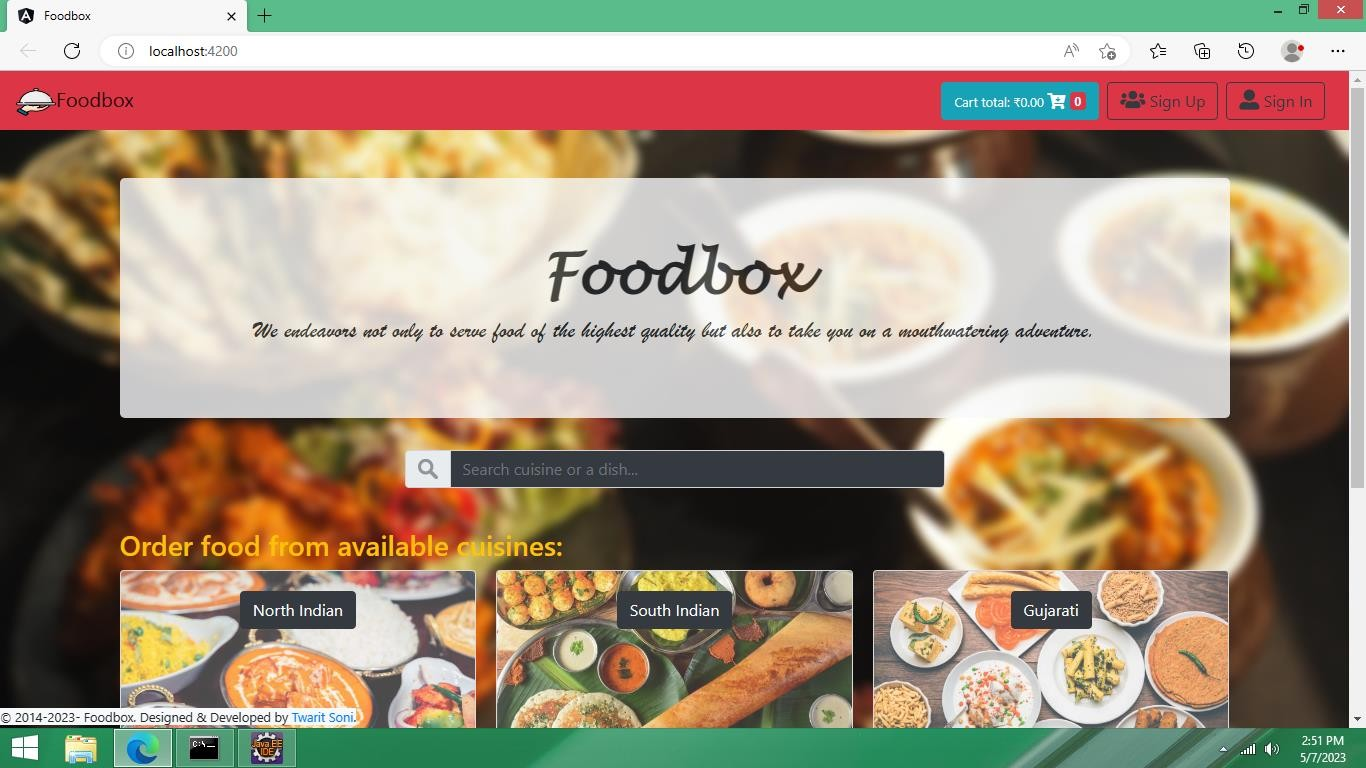 Foodbox
localhost:4200
Foodbox
Cart total: ₹0.00 0
Sign Up
Sign In
Foodbox
We endeavors not only to serve food of the highest quality but also to take you on a mouthwatering adventure.
Search cuisine or a dish...
Order food from available cuisines:
North Indian
South Indian
Gujarati
© 2014-2023- Foodbox. Designed & Developed by Twarit Soni.
C:\_
Java EE
IDE
2:51 PM
5/7/2023